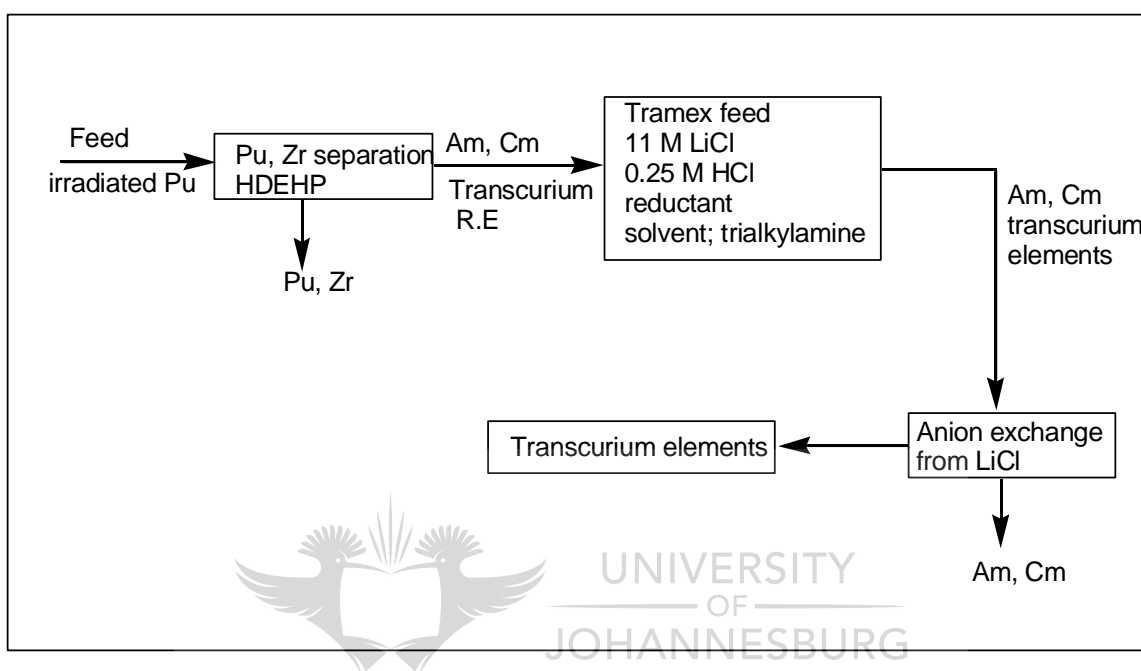 Feed
irradiated Pu
Pu, Zr separation
HDEHP
Pu, Zr
Am, Cm
Transcurium
R.E
Tramex feed
11 M LiCl
0.25 M HCl
reductant
solvent; trialkylamine
Am, Cm
transcurium
elements
Anion exchange
from LiCl
Transcurium elements
Am, Cm
UNIVERSITY
OF
JOHANNESBURG